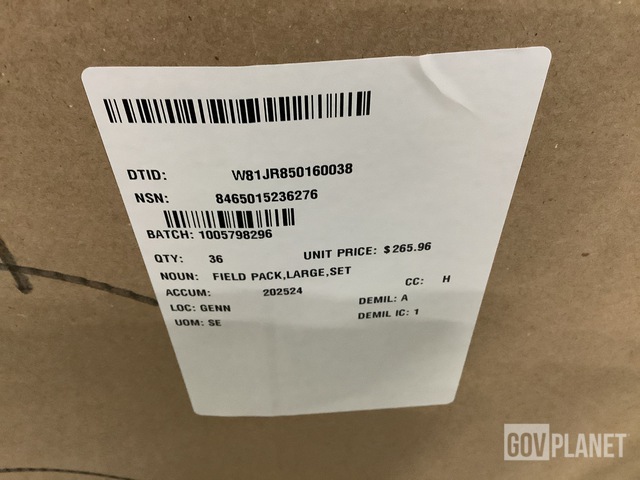 DTID: W81JR850160038
NSN: 8465015236276
BATCH: 1005798296
QTY: 36 UNIT PRICE: $265.96
NOUN: FIELD PACK,LARGE,SET
ACCUM: 202524 CC: H
LOC: GENN DEMIL: A
UOM: SE DEMIL IC: 1
GOVPLANET